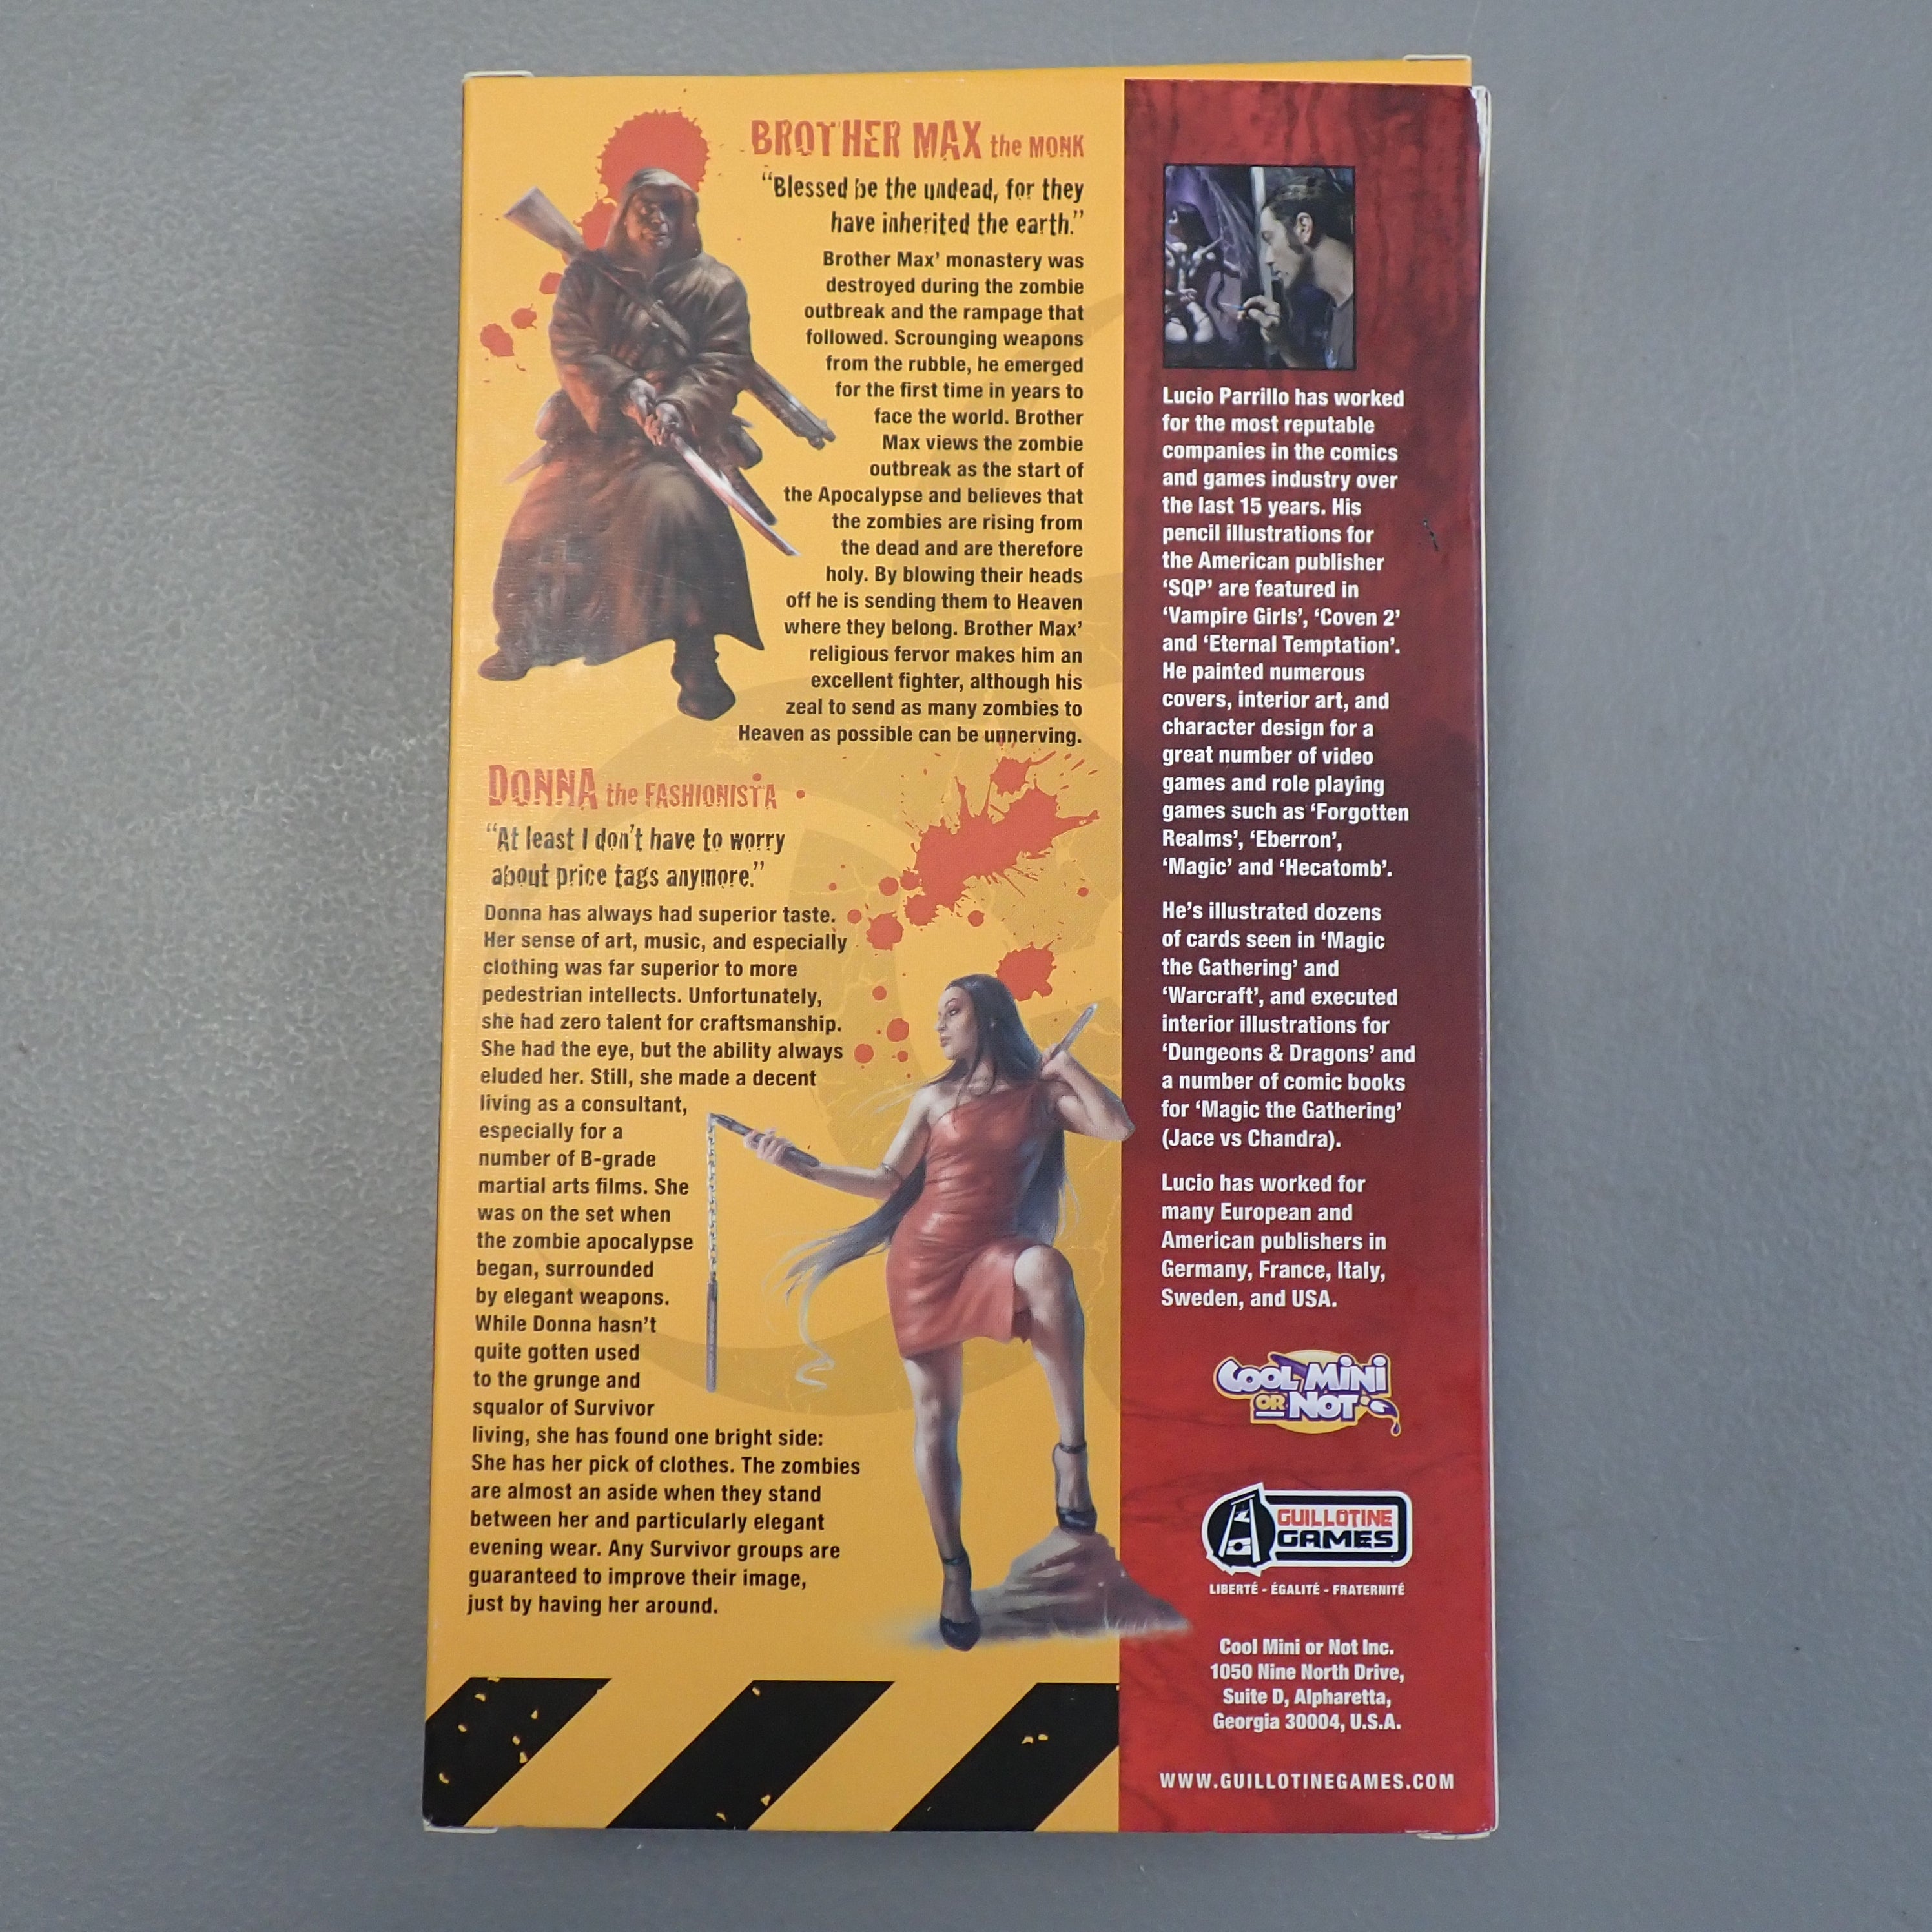 BROTHER MAX the MONK
“Blessed be the undead, for they
have inherited the earth.”
Brother Max’ monastery was
destroyed during the zombie
outbreak and the rampage that
followed. Scrounging weapons
from the rubble, he emerged
for the first time in years to
face the world. Brother
Max views the zombie
outbreak as the start of
the Apocalypse and believes that
the zombies are rising from
the dead and are therefore
holy. By blowing their heads
off he is sending them to Heaven
where they belong. Brother Max’
religious fervor makes him an
excellent fighter, although his
zeal to send as many zombies to
Heaven as possible can be unnerving.
DONNA the FASHIONISTA
“At least I don’t have to worry
about price tags anymore.”
Donna has always had superior taste.
Her sense of art, music, and especially
clothing was far superior to more
pedestrian intellects. Unfortunately,
she had zero talent for craftsmanship.
She had the eye, but the ability always
eluded her. Still, she made a decent
living as a consultant,
especially for a
number of B-grade
martial arts films. She
was on the set when
the zombie apocalypse
began, surrounded
by elegant weapons.
While Donna hasn’t
quite gotten used
to the grunge and
squalor of Survivor
living, she has found one bright side:
She has her pick of clothes. The zombies
are almost an aside when they stand
between her and particularly elegant
evening wear. Any Survivor groups are
guaranteed to improve their image,
just by having her around.
Lucio Parrillo has worked
for the most reputable
companies in the comics
and games industry over
the last 15 years. His
pencil illustrations for
the American publisher
‘SQP’ are featured in
‘Vampire Girls’, ‘Coven 2’
and ‘Eternal Temptation’.
He painted numerous
covers, interior art, and
character design for a
great number of video
games and role playing
games such as ‘Forgotten
Realms’, ‘Eberron’,
‘Magic’ and ‘Hecatomb’.
He’s illustrated dozens
of cards seen in ‘Magic
the Gathering’ and
‘Warcraft’, and executed
interior illustrations for
‘Dungeons & Dragons’ and
a number of comic books
for ‘Magic the Gathering’
(Jace vs Chandra).
Lucio has worked for
many European and
American publishers in
Germany, France, Italy,
Sweden, and USA.
COOL MINI
OR NOT
GUILLOTINE
GAMES
LIBERTÉ - ÉGALITÉ - FRATERNITÉ
Cool Mini or Not Inc.
1050 Nine North Drive,
Suite D, Alpharetta,
Georgia 30004, U.S.A.
WWW.GUILLOTINEGAMES.COM